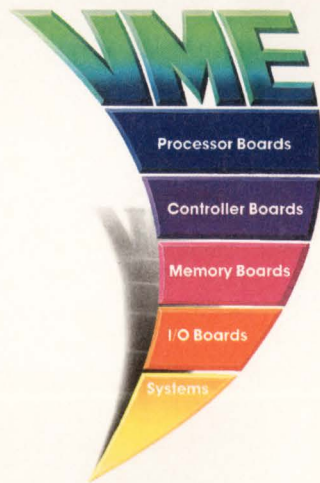 VME
Processor Boards
Controller Boards
Memory Boards
I/O Boards
Systems